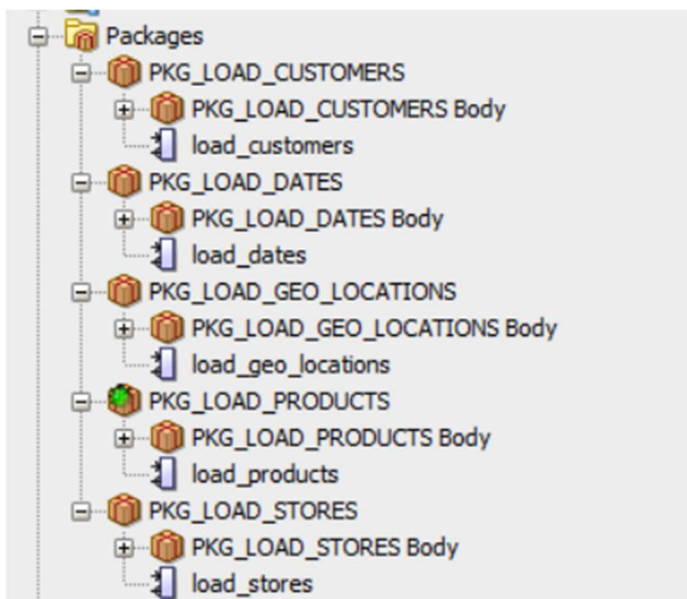 Packages
PKG_LOAD_CUSTOMERS
PKG_LOAD_CUSTOMERS Body
load_customers
PKG_LOAD_DATES
PKG_LOAD_DATES Body
load_dates
PKG_LOAD_GEO_LOCATIONS
PKG_LOAD_GEO_LOCATIONS Body
load_geo_locations
PKG_LOAD_PRODUCTS
PKG_LOAD_PRODUCTS Body
load_products
PKG_LOAD_STORES
PKG_LOAD_STORES Body
load_stores